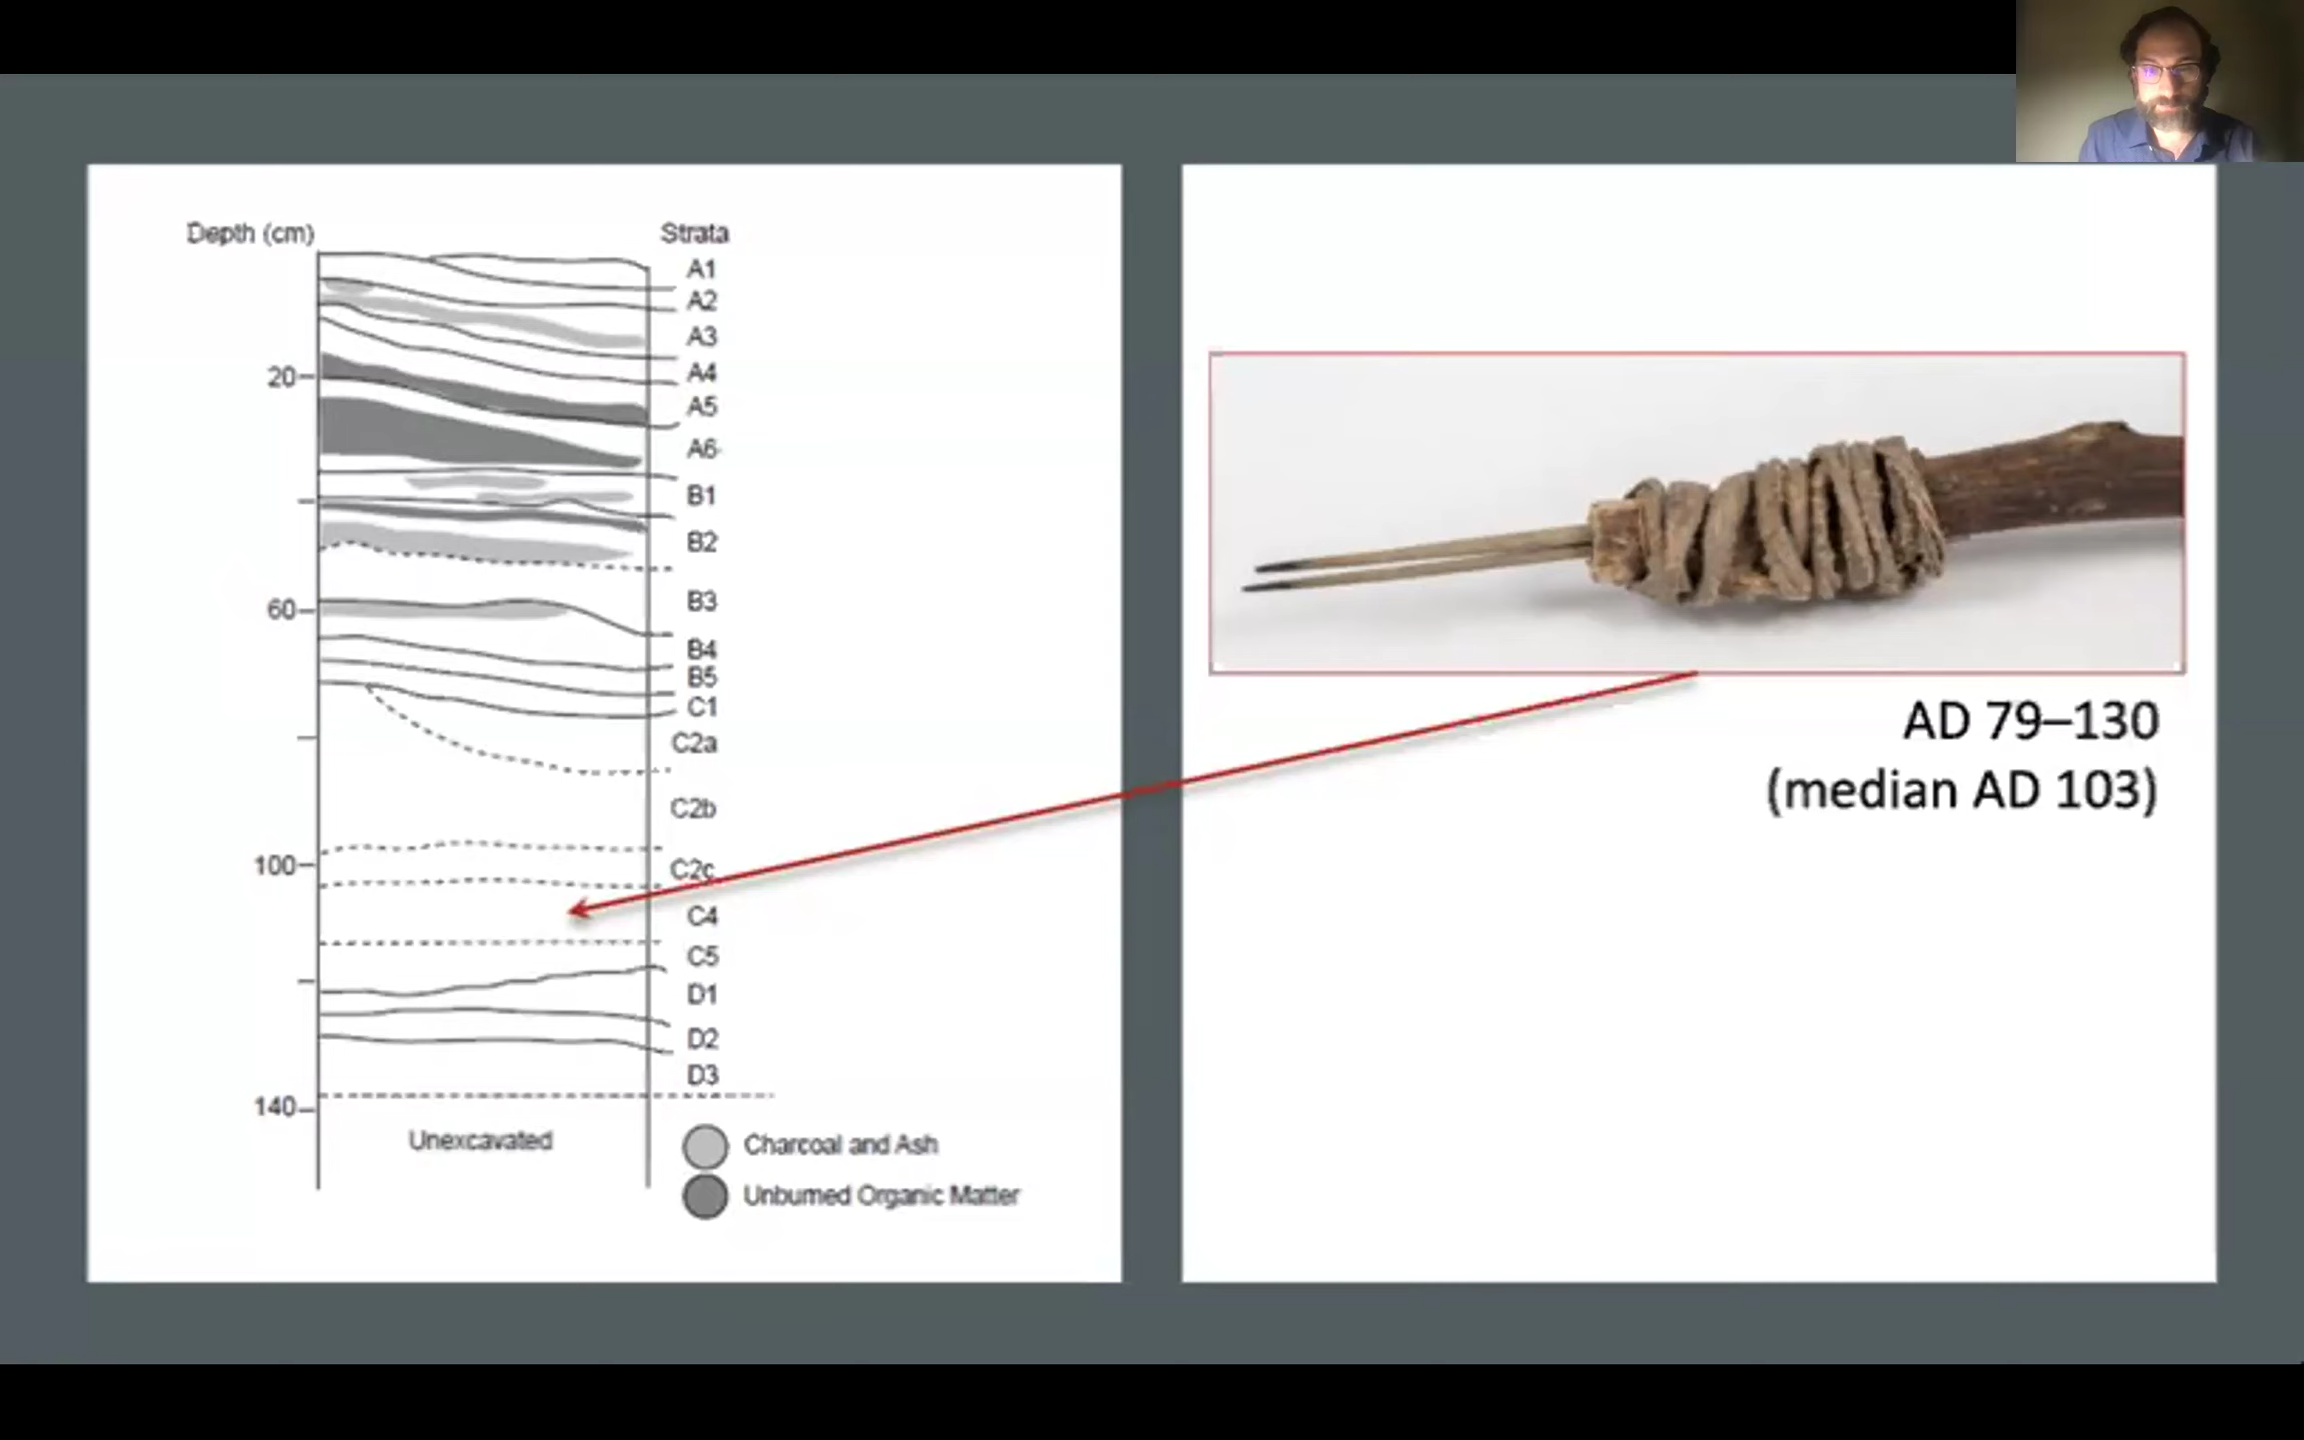 Depth (cm)
Strata
A1
A2
A3
A4
20
A5
A6
B1
B2
B3
60
B4
B5
C1
C2a
C2b
100
C2c
C4
C5
D1
D2
D3
140
Unexcavated
Charcoal and Ash
Unburned Organic Matter
AD 79–130
(median AD 103)